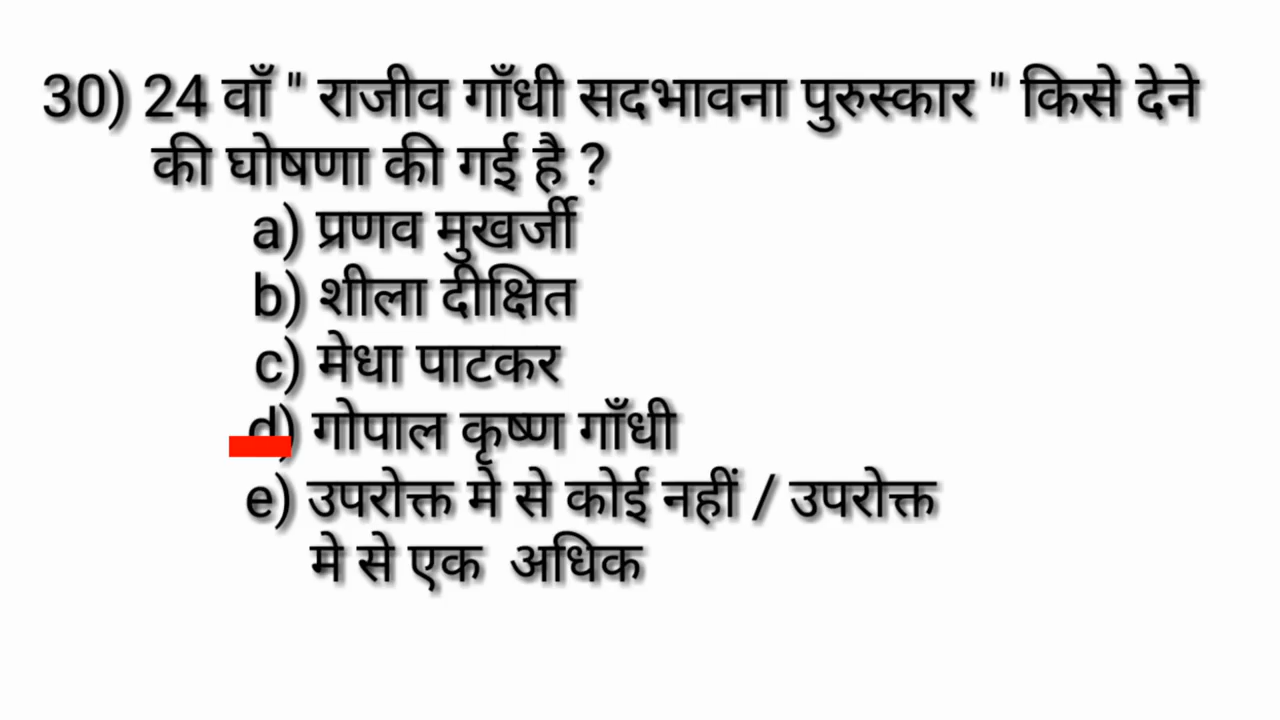 30) 24 वाँ " राजीव गाँधी सदभावना पुरुस्कार " किसे देने
की घोषणा की गई है ?
a) प्रणव मुखर्जी
b) शीला दीक्षित
c) मेधा पाटकर
d) गोपाल कृष्ण गाँधी
e) उपरोक्त मे से कोई नहीं / उपरोक्त
मे से एक अधिक